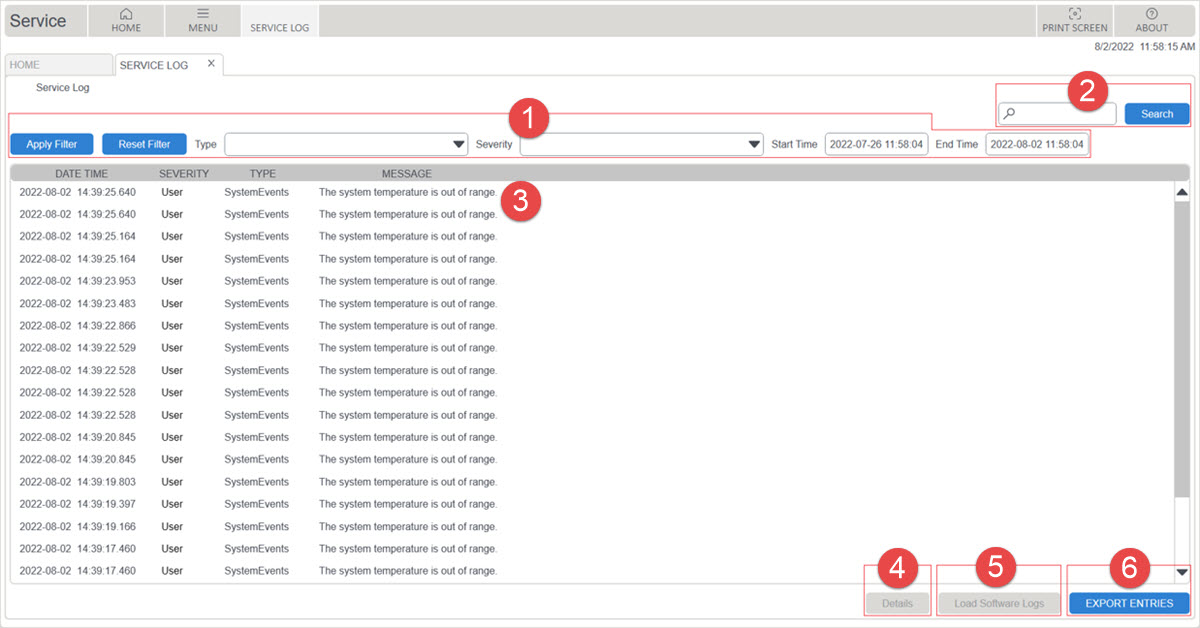 Service HOME MENU SERVICE LOG PRINT SCREEN ABOUT
8/2/2022 11:58:15 AM
HOME SERVICE LOG X
Service Log
2
Search
1
Apply Filter Reset Filter Type Severity Start Time 2022-07-26 11:58:04 End Time 2022-08-02 11:58:04
DATE TIME SEVERITY TYPE MESSAGE
2022-08-02 14:39:25.640 User SystemEvents The system temperature is out of range.
3
2022-08-02 14:39:25.640 User SystemEvents The system temperature is out of range.
2022-08-02 14:39:25.164 User SystemEvents The system temperature is out of range.
2022-08-02 14:39:25.164 User SystemEvents The system temperature is out of range.
2022-08-02 14:39:23.953 User SystemEvents The system temperature is out of range.
2022-08-02 14:39:23.483 User SystemEvents The system temperature is out of range.
2022-08-02 14:39:22.866 User SystemEvents The system temperature is out of range.
2022-08-02 14:39:22.529 User SystemEvents The system temperature is out of range.
2022-08-02 14:39:22.528 User SystemEvents The system temperature is out of range.
2022-08-02 14:39:22.528 User SystemEvents The system temperature is out of range.
2022-08-02 14:39:22.528 User SystemEvents The system temperature is out of range.
2022-08-02 14:39:20.845 User SystemEvents The system temperature is out of range.
2022-08-02 14:39:20.845 User SystemEvents The system temperature is out of range.
2022-08-02 14:39:19.803 User SystemEvents The system temperature is out of range.
2022-08-02 14:39:19.397 User SystemEvents The system temperature is out of range.
2022-08-02 14:39:19.166 User SystemEvents The system temperature is out of range.
2022-08-02 14:39:17.460 User SystemEvents The system temperature is out of range.
2022-08-02 14:39:17.460 User SystemEvents The system temperature is out of range.
4 5 6
Details Load Software Logs EXPORT ENTRIES